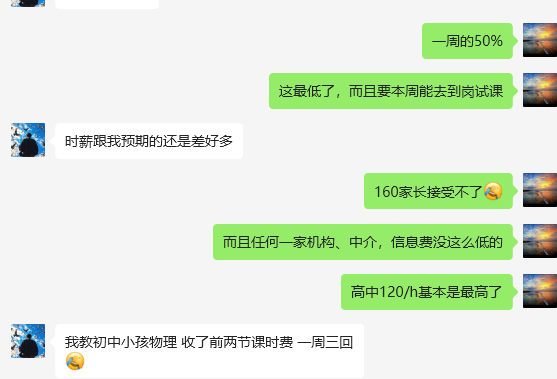 一周的50%
这最低了，而且要本周能去到岗试课
时薪跟我预期的还是差好多
160家长接受不了
而且任何一家机构、中介，信息费没这么低的
高中120/h基本是最高了
我教初中小孩物理 收了前两节课时费 一周三回